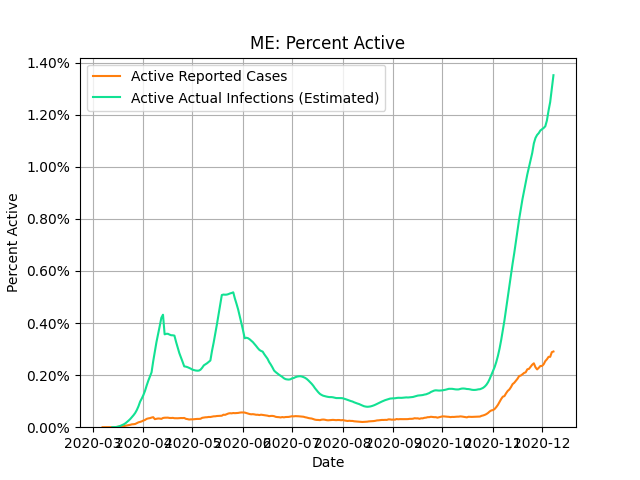 ME: Percent Active
Active Reported Cases
Active Actual Infections (Estimated)
1.40%
1.20%
1.00%
0.80%
0.60%
0.40%
0.20%
0.00%
Percent Active
2020-03 2020-04 2020-05 2020-06 2020-07 2020-08 2020-09 2020-10 2020-11 2020-12
Date